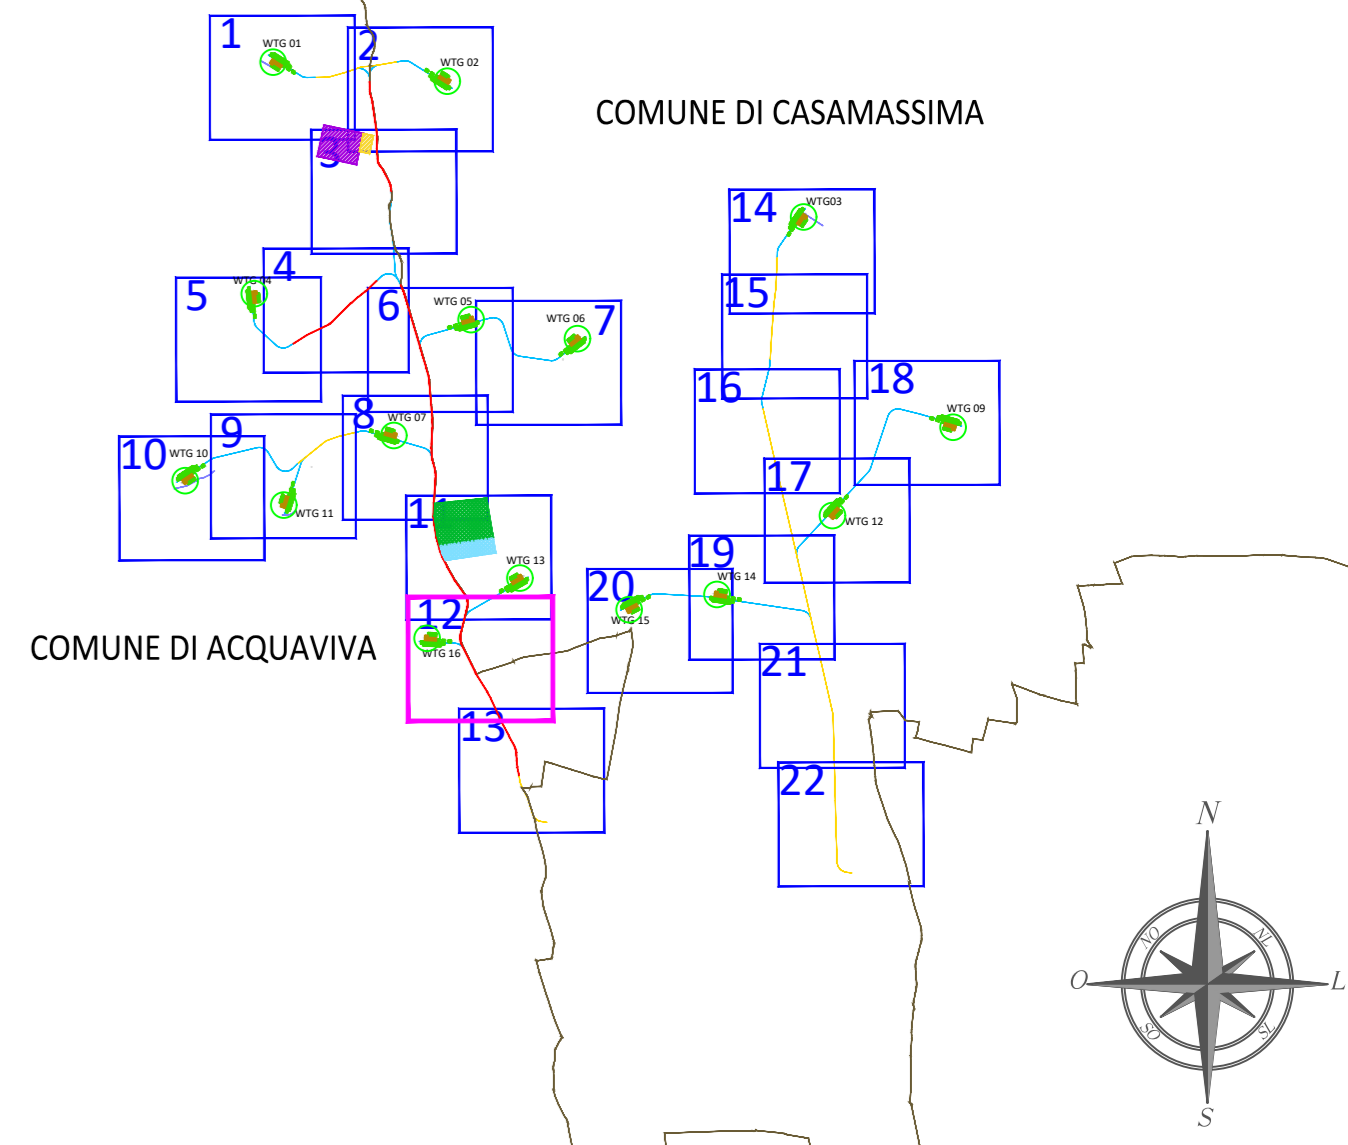 1
WTG 01
2
WTG 02
COMUNE DI CASAMASSIMA
3
14
WTG03
4
WTG 04
5
6
WTG 05
7
WTG 06
15
16
18
WTG 09
8
WTG 07
9
10
WTG 10
WTG 11
17
WTG 12
11
WTG 13
19
WTG 14
20
WTG 15
12
WTG 16
COMUNE DI ACQUAVIVA
21
13
22
N
NO
NL
O
L
SO
SL
S